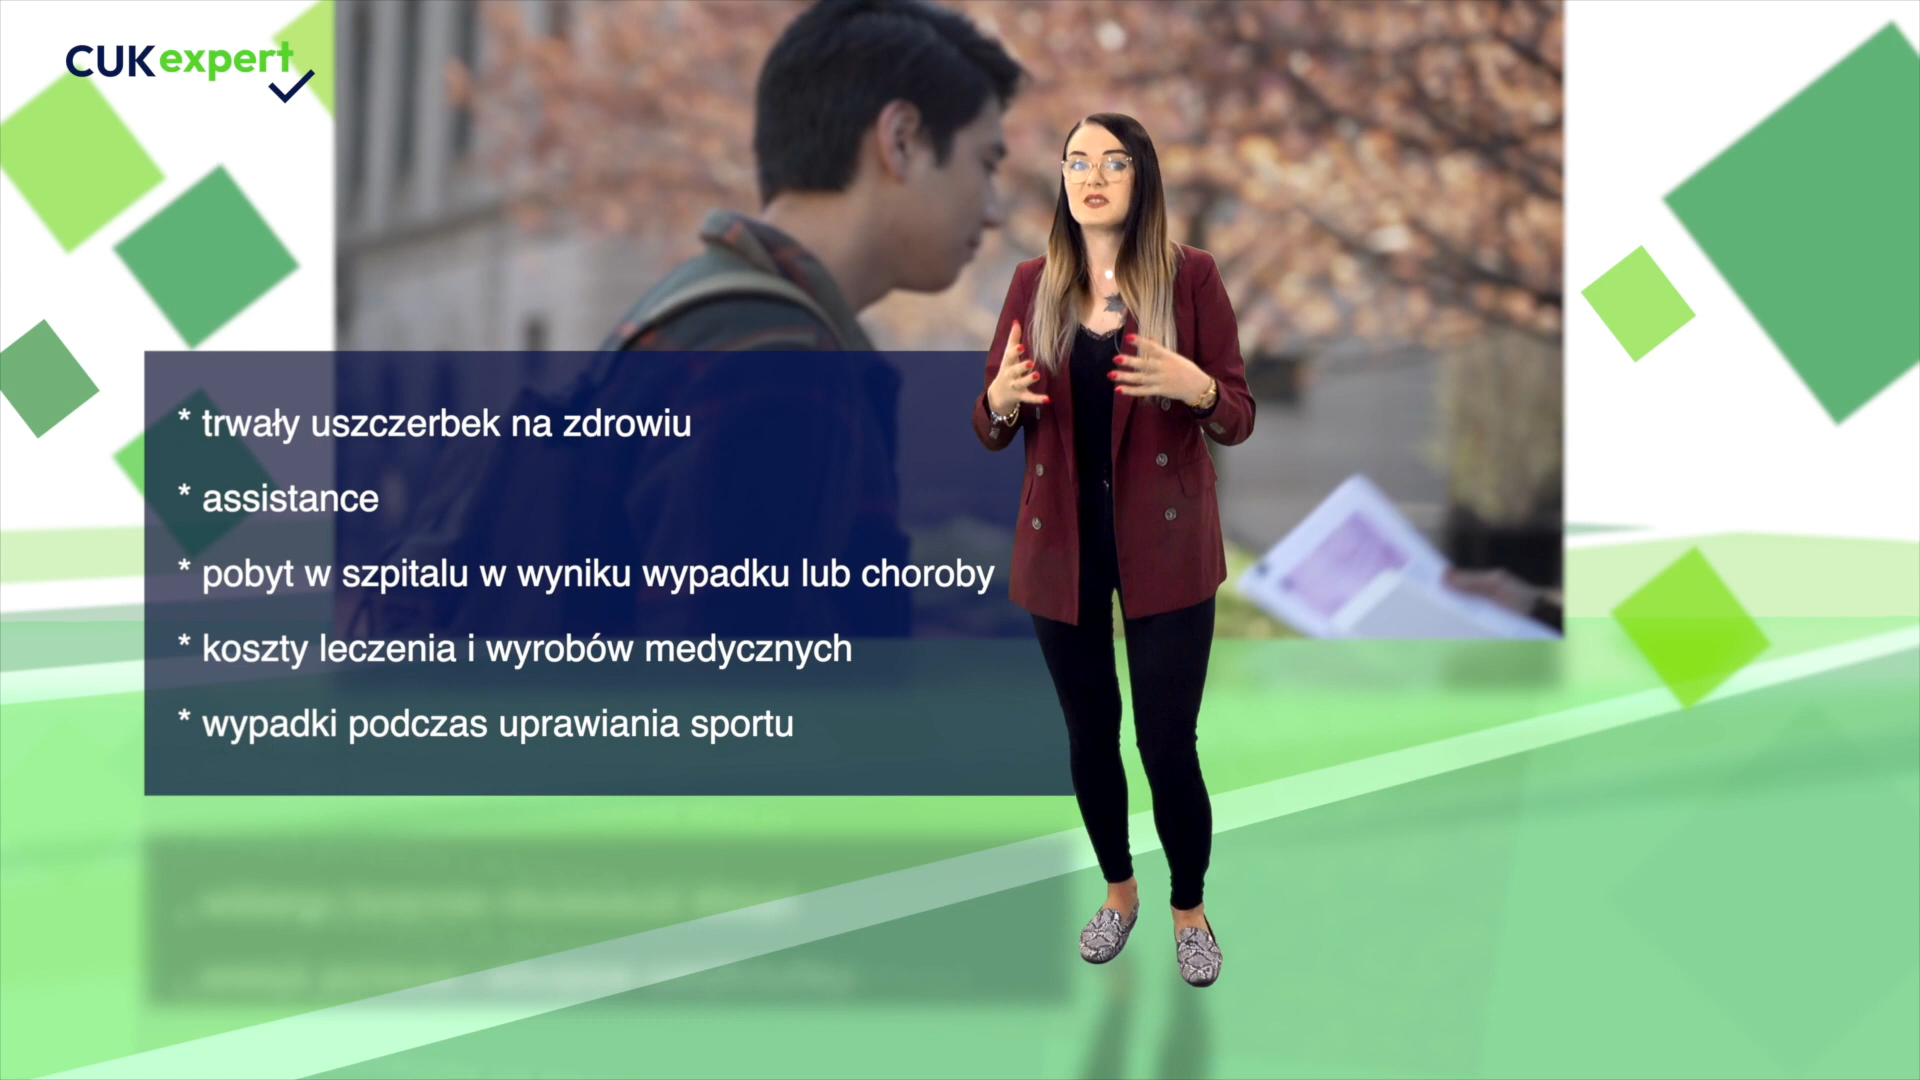 CUK expert
* trwały uszczerbek na zdrowiu
* assistance
* pobyt w szpitalu w wyniku wypadku lub choroby
* koszty leczenia i wyrobów medycznych
* wypadki podczas uprawiania sportu